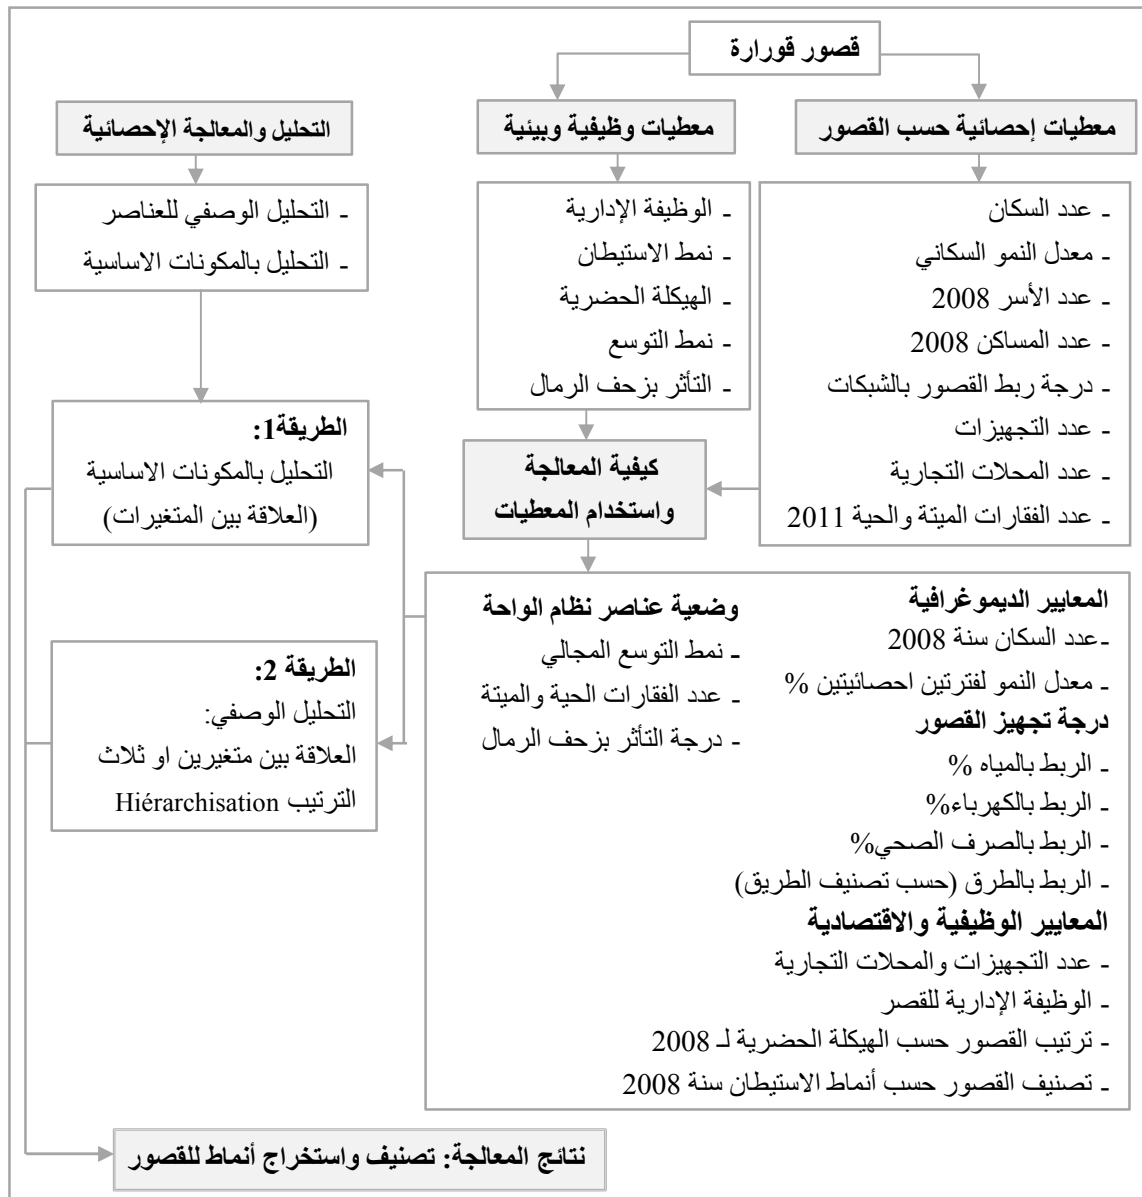 قصور قورارة
معطيات إحصائية حسب القصور
- عدد السكان
- معدل النمو السكاني
- عدد الأسر 2008
- عدد المساكن 2008
- درجة ربط القصور بالشبكات
- عدد التجهيزات
- عدد المحلات التجارية
- عدد الفقارات الميتة والحية 2011
معطيات وظيفية وبيئية
- الوظيفة الإدارية
- نمط الاستيطان
- الهيكلة الحضرية
- نمط التوسع
- التأثر بزحف الرمال
كيفية المعالجة
واستخدام المعطيات
التحليل والمعالجة الإحصائية
- التحليل الوصفي للعناصر
- التحليل بالمكونات الاساسية
الطريقة1:
التحليل بالمكونات الاساسية
(العلاقة بين المتغيرات)
الطريقة 2:
التحليل الوصفي:
العلاقة بين متغيرين او ثلاث
الترتيب Hiérarchisation
المعايير الديموغرافية
-عدد السكان سنة 2008
- معدل النمو لفترتين احصائيتين %
درجة تجهيز القصور
- الربط بالمياه %
- الربط بالكهرباء%
- الربط بالصرف الصحي%
- الربط بالطرق (حسب تصنيف الطريق)
المعايير الوظيفية والاقتصادية
- عدد التجهيزات والمحلات التجارية
- الوظيفة الإدارية للقصر
- ترتيب القصور حسب الهيكلة الحضرية لـ 2008
- تصنيف القصور حسب أنماط الاستيطان سنة 2008
وضعية عناصر نظام الواحة
- نمط التوسع المجالي
- عدد الفقارات الحية والميتة
- درجة التأثر بزحف الرمال
نتائج المعالجة: تصنيف واستخراج أنماط للقصور